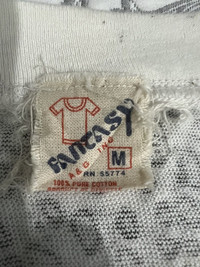 FANTASY
A&G INC
M
RN: 55774
100% PURE COTTON